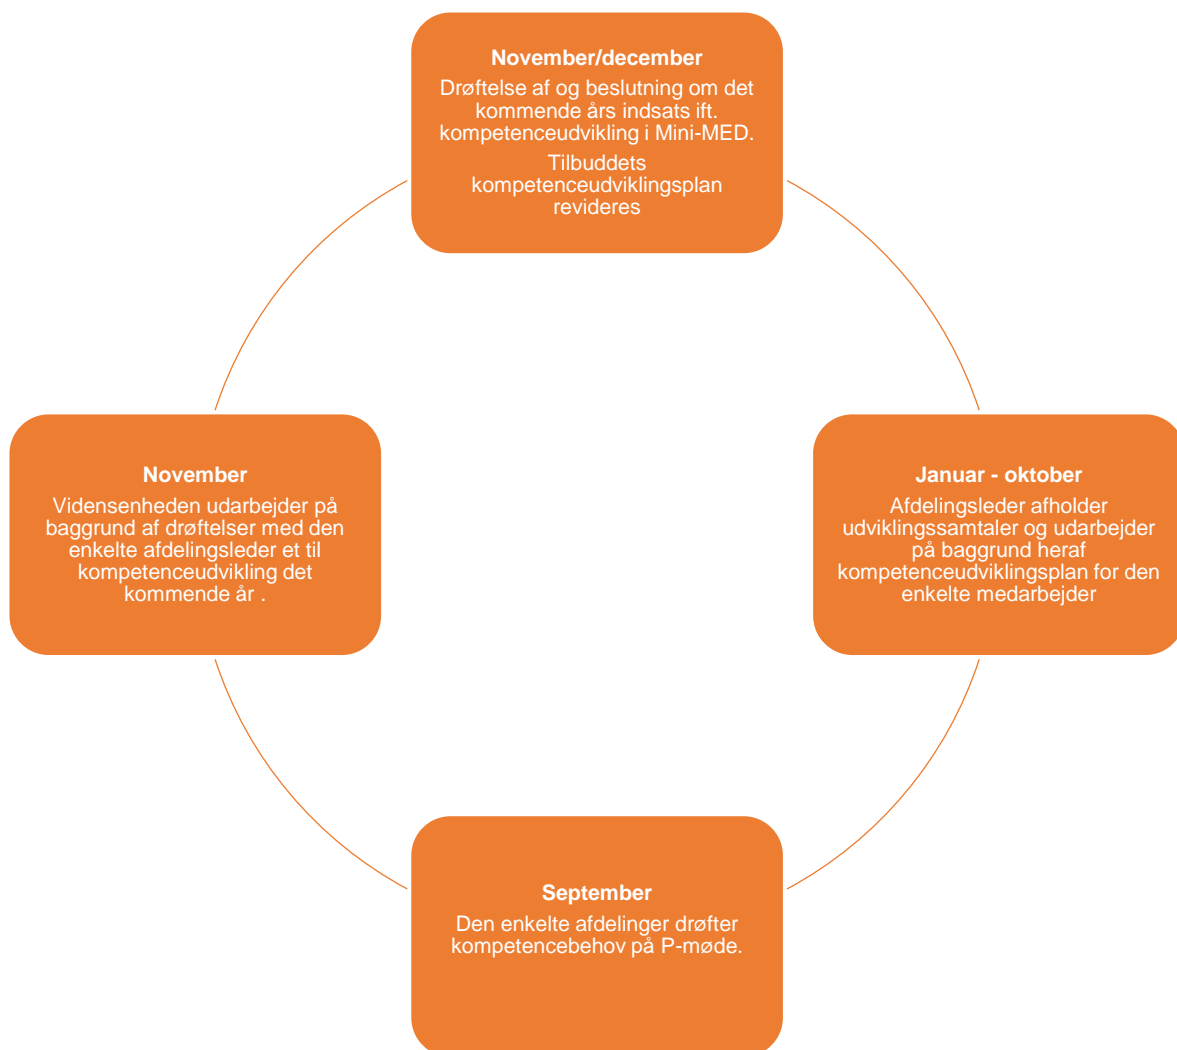 November/december
Drøftelse af og beslutning om det
kommende års indsats ift.
kompetenceudvikling i Mini-MED.
Tilbuddets
kompetenceudviklingsplan
revideres
Januar - oktober
Afdelingsleder afholder
udviklingssamtaler og udarbejder
på baggrund heraf
kompetenceudviklingsplan for den
enkelte medarbejder
September
Den enkelte afdelinger drøfter
kompetencebehov på P-møde.
November
Vidensenheden udarbejder på
baggrund af drøftelser med den
enkelte afdelingsleder et til
kompetenceudvikling det
kommende år .